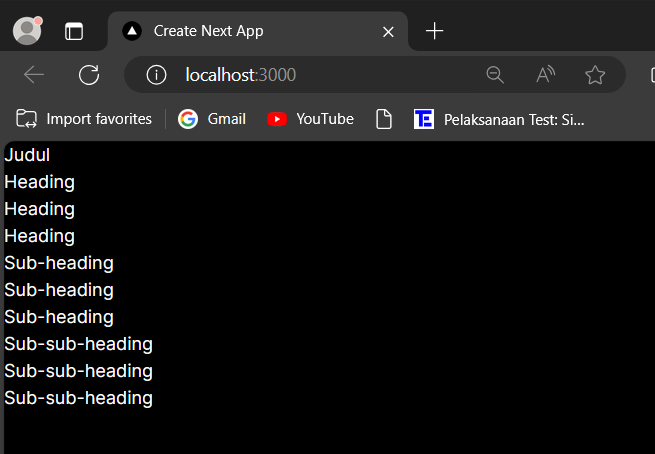 Create Next App
localhost:3000
Import favorites
Gmail
YouTube
TE
Pelaksanaan Test: Si...
Judul
Heading
Heading
Heading
Sub-heading
Sub-heading
Sub-heading
Sub-sub-heading
Sub-sub-heading
Sub-sub-heading